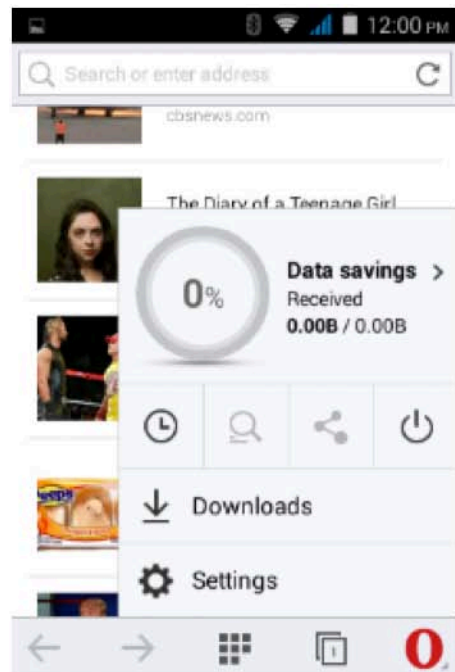 12:00 PM
Search or enter address
cbsnews.com
The Diary of a Teenage Girl
0%
Data savings >
Received
0.00B / 0.00B
Downloads
Settings
1